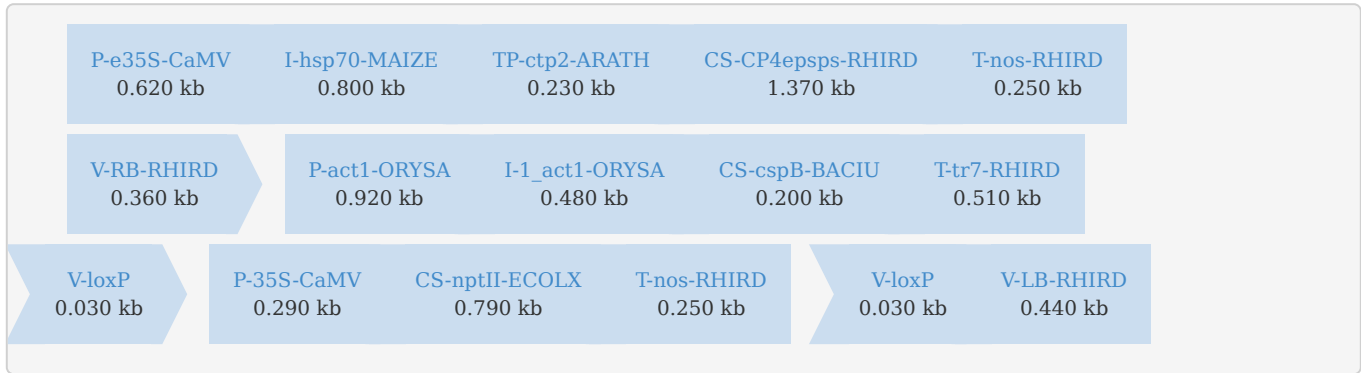 P-e35S-CaMV I-hsp70-MAIZE TP-ctp2-ARATH CS-CP4epsps-RHIRD T-nos-RHIRD
0.620 kb 0.800 kb 0.230 kb 1.370 kb 0.250 kb
V-RB-RHIRD P-act1-ORYSA I-1_act1-ORYSA CS-cspB-BACIU T-tr7-RHIRD
0.360 kb 0.920 kb 0.480 kb 0.200 kb 0.510 kb
V-loxP P-35S-CaMV CS-nptII-ECOLX T-nos-RHIRD V-loxP V-LB-RHIRD
0.030 kb 0.290 kb 0.790 kb 0.250 kb 0.030 kb 0.440 kb